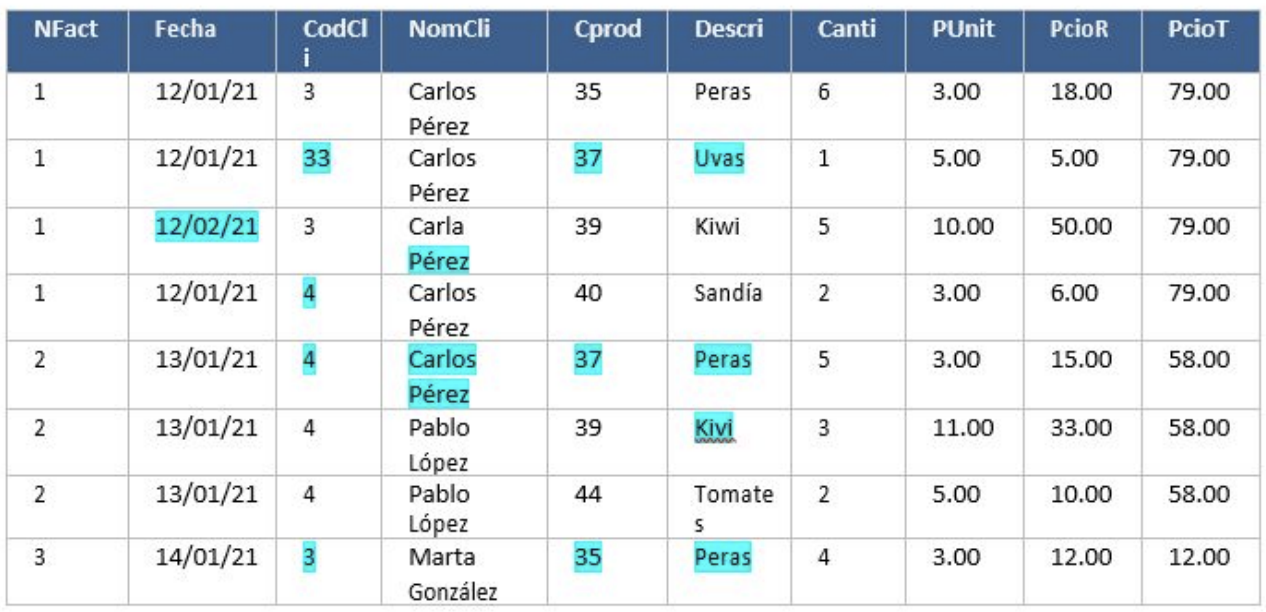 NFact Fecha CodCl NomCli Cprod Descri Canti PUnit PcioR PcioT
i
1 12/01/21 3 Carlos 35 Peras 6 3.00 18.00 79.00
Pérez
1 12/01/21 33 Carlos 37 Uvas 1 5.00 5.00 79.00
Pérez
1 12/02/21 3 Carla 39 Kiwi 5 10.00 50.00 79.00
Pérez
1 12/01/21 4 Carlos 40 Sandía 2 3.00 6.00 79.00
Pérez
2 13/01/21 4 Carlos 37 Peras 5 3.00 15.00 58.00
Pérez
2 13/01/21 4 Pablo 39 Kivi 3 11.00 33.00 58.00
López
2 13/01/21 4 Pablo 44 Tomate 2 5.00 10.00 58.00
López s
3 14/01/21 3 Marta 35 Peras 4 3.00 12.00 12.00
González